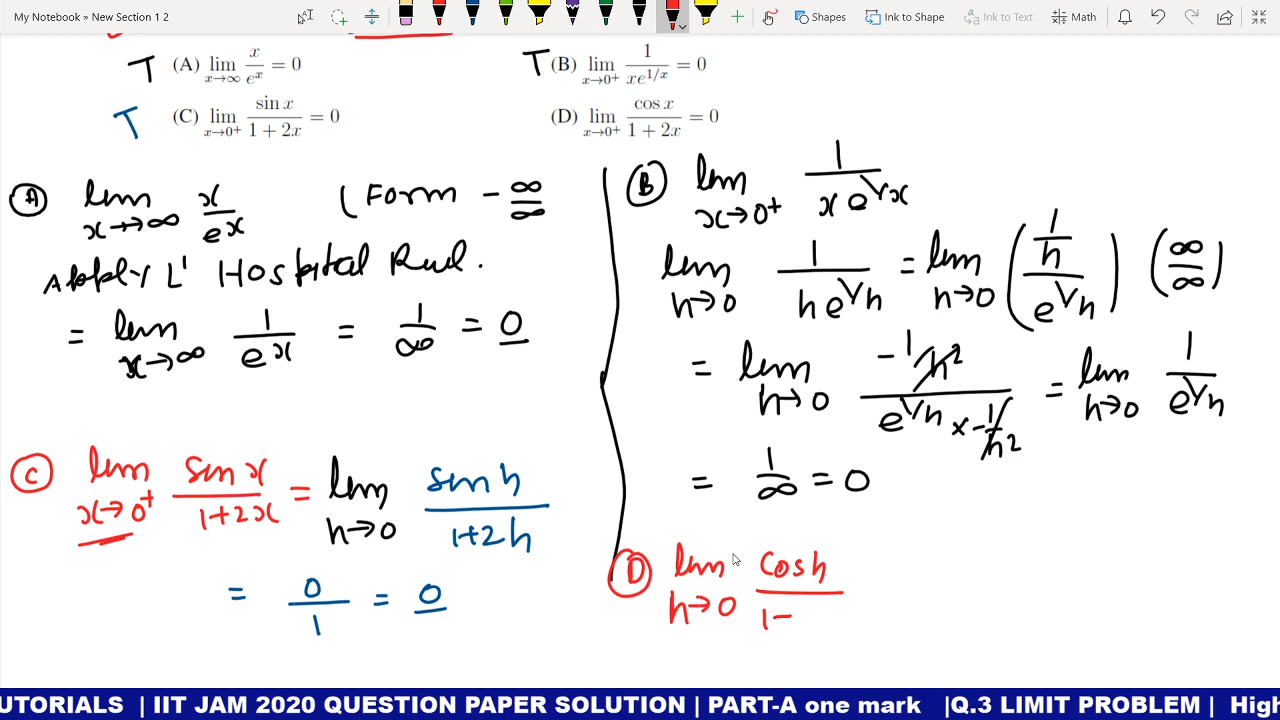 My Notebook » New Section 1 2
Shapes Ink to Shape Ink to Text Math
T (A) lim x→∞ x/e^x = 0 T (B) lim x→0+ 1/(xe^{1/x}) = 0
T (C) lim x→0+ sin x/(1 + 2x) = 0 (D) lim x→0+ cos x/(1 + 2x) = 0
(A) lim x→∞ x/e^x (Form - ∞/∞
Apply L' Hospital Rul.
= lim x→∞ 1/e^x = 1/∞ = 0
(C) lim x→0+ sin x/(1+2x) = lim h→0 sin h/(1+2h)
= 0/1 = 0
(B) lim x→0+ 1/(x e^{1/x})
lim h→0 1/(h e^{1/h}) = lim h→0 ((1/h)/e^{1/h}) (∞/∞)
= lim h→0 (-1/h²)/(e^{1/h} × -1/h²) = lim h→0 1/e^{1/h}
= 1/∞ = 0
(D) lim h→0 cos h/1-
UTORIALS | IIT JAM 2020 QUESTION PAPER SOLUTION | PART-A one mark |Q.3 LIMIT PROBLEM | High